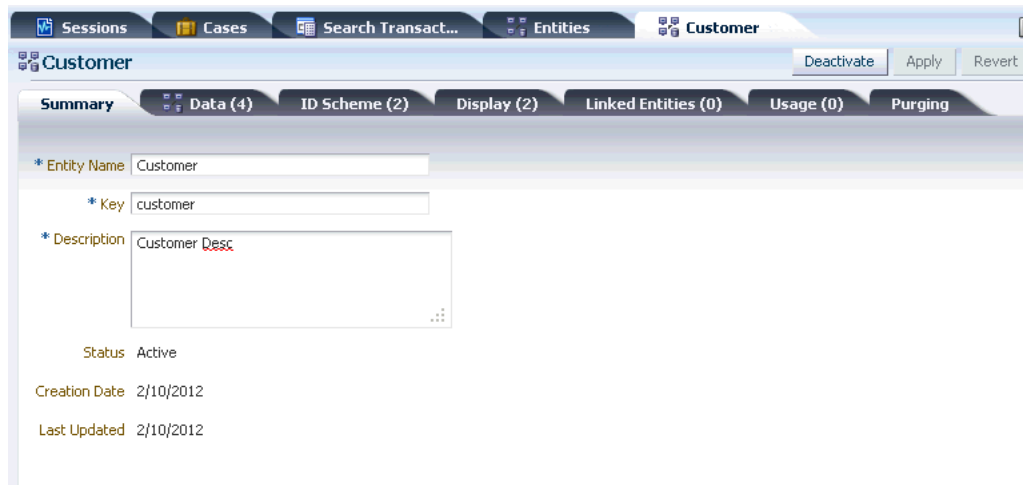 Sessions Cases Search Transact... Entities Customer
Customer Deactivate Apply Revert
Summary Data (4) ID Scheme (2) Display (2) Linked Entities (0) Usage (0) Purging
* Entity Name Customer
* Key customer
* Description Customer Desc
Status Active
Creation Date 2/10/2012
Last Updated 2/10/2012